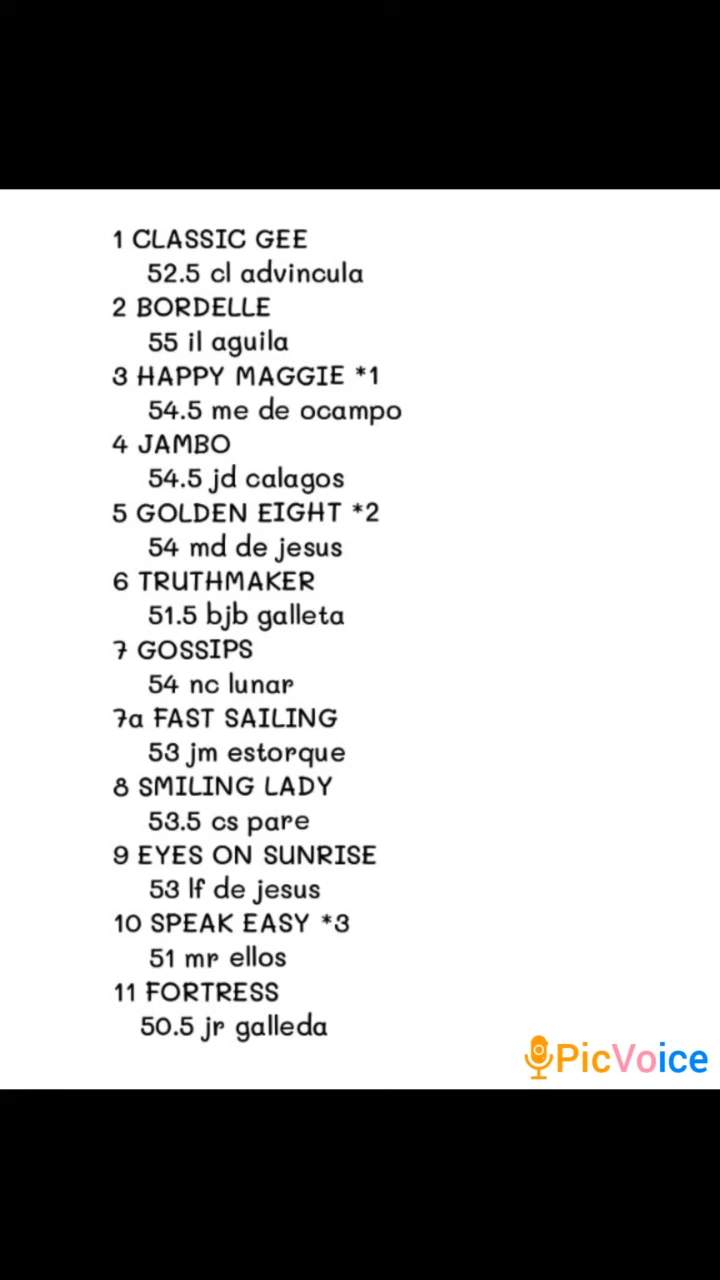 1 CLASSIC GEE
52.5 cl advincula
2 BORDELLE
55 il aguila
3 HAPPY MAGGIE *1
54.5 me de ocampo
4 JAMBO
54.5 jd calagos
5 GOLDEN EIGHT *2
54 md de jesus
6 TRUTHMAKER
51.5 bjb galleta
7 GOSSIPS
54 nc lunar
7a FAST SAILING
53 jm estorque
8 SMILING LADY
53.5 cs pare
9 EYES ON SUNRISE
53 lf de jesus
10 SPEAK EASY *3
51 mr ellos
11 FORTRESS
50.5 jr galleda
PicVoice